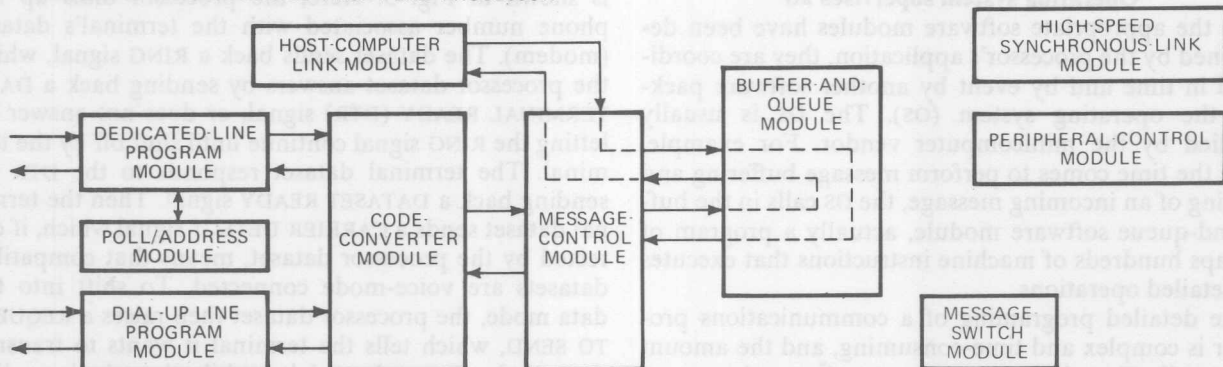 HOST-COMPUTER
LINK MODULE
HIGH-SPEED
SYNCHRONOUS-LINK
MODULE
BUFFER-AND-
QUEUE
MODULE
DEDICATED-LINE
PROGRAM
MODULE
PERIPHERAL-CONTROL
MODULE
POLL/ADDRESS
MODULE
CODE-
CONVERTER
MODULE
MESSAGE-
CONTROL
MODULE
DIAL-UP-LINE
PROGRAM
MODULE
MESSAGE-
SWITCH
MODULE